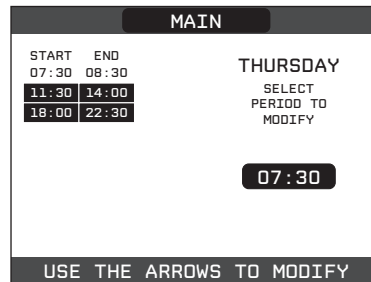 MAIN
START END
07:30 08:30
11:30 14:00
18:00 22:30
THURSDAY
SELECT
PERIOD TO
MODIFY
07:30
USE THE ARROWS TO MODIFY